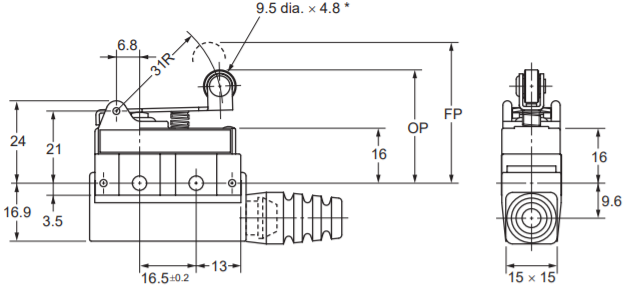 9.5 dia. × 4.8 *
6.8
31R
FP
OP
24
21
16
16
16.9
3.5
9.6
16.5±0.2
13
15 × 15